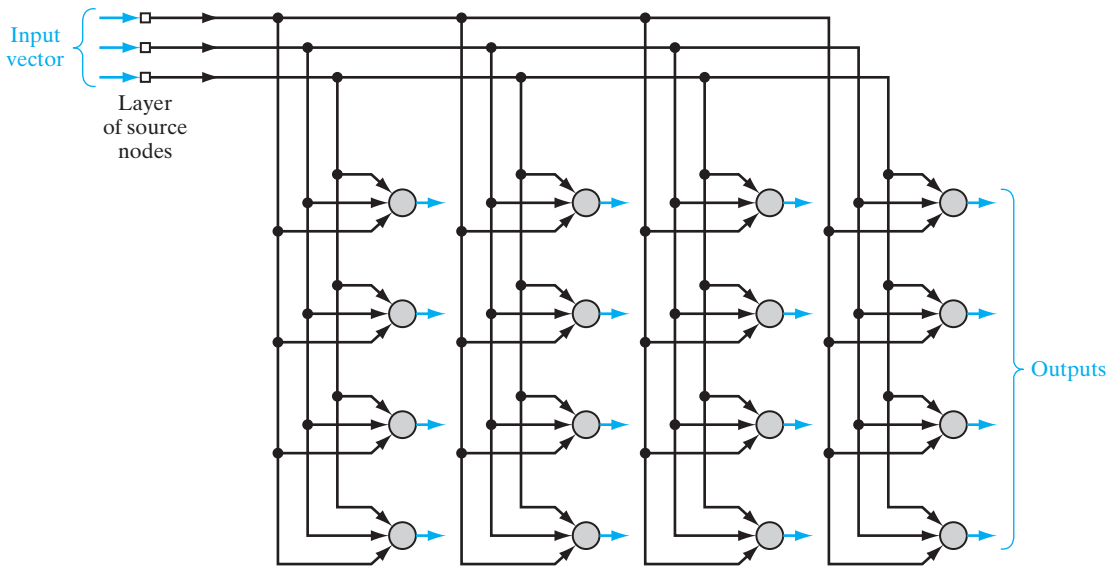 Input
vector
Layer
of source
nodes
Outputs